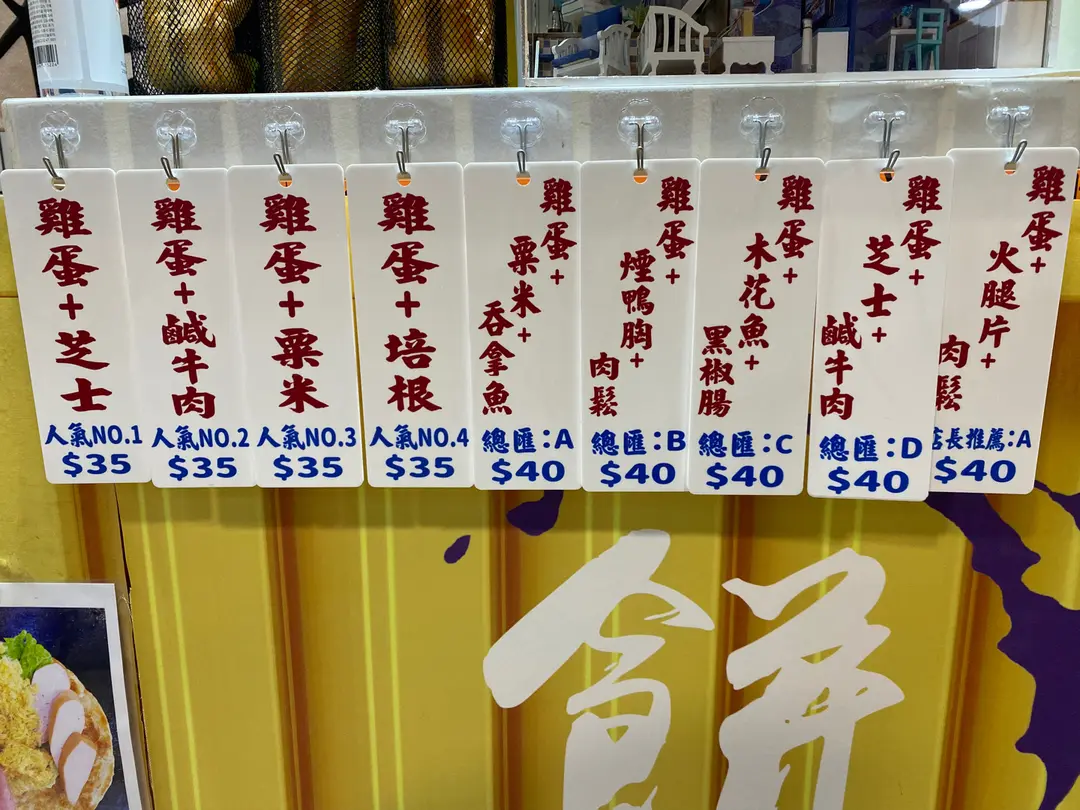 雞蛋+芝士
人氣NO.1
$35
雞蛋+鹹牛肉
人氣NO.2
$35
雞蛋+粟米
人氣NO.3
$35
雞蛋+培根
人氣NO.4
$35
雞蛋+
粟米+
吞拿魚
總匯:A
$40
雞蛋+
煙鴨胸+
肉鬆
總匯:B
$40
雞蛋+
木花魚+
黑椒腸
總匯:C
$40
雞蛋+
芝士+
鹹牛肉
總匯:D
$40
雞蛋+
火腿片+
肉鬆
店長推薦:A
$40
餅